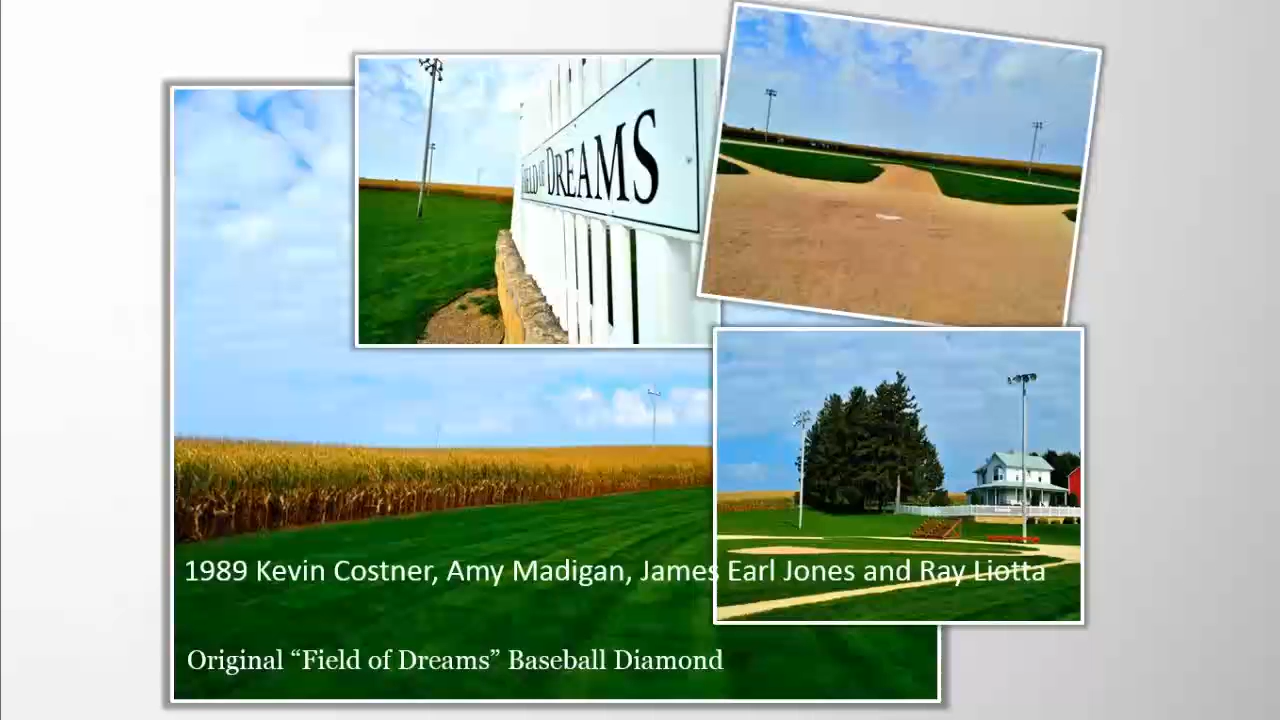 FIELD OF DREAMS
1989 Kevin Costner, Amy Madigan, James Earl Jones and Ray Liotta
Original “Field of Dreams” Baseball Diamond